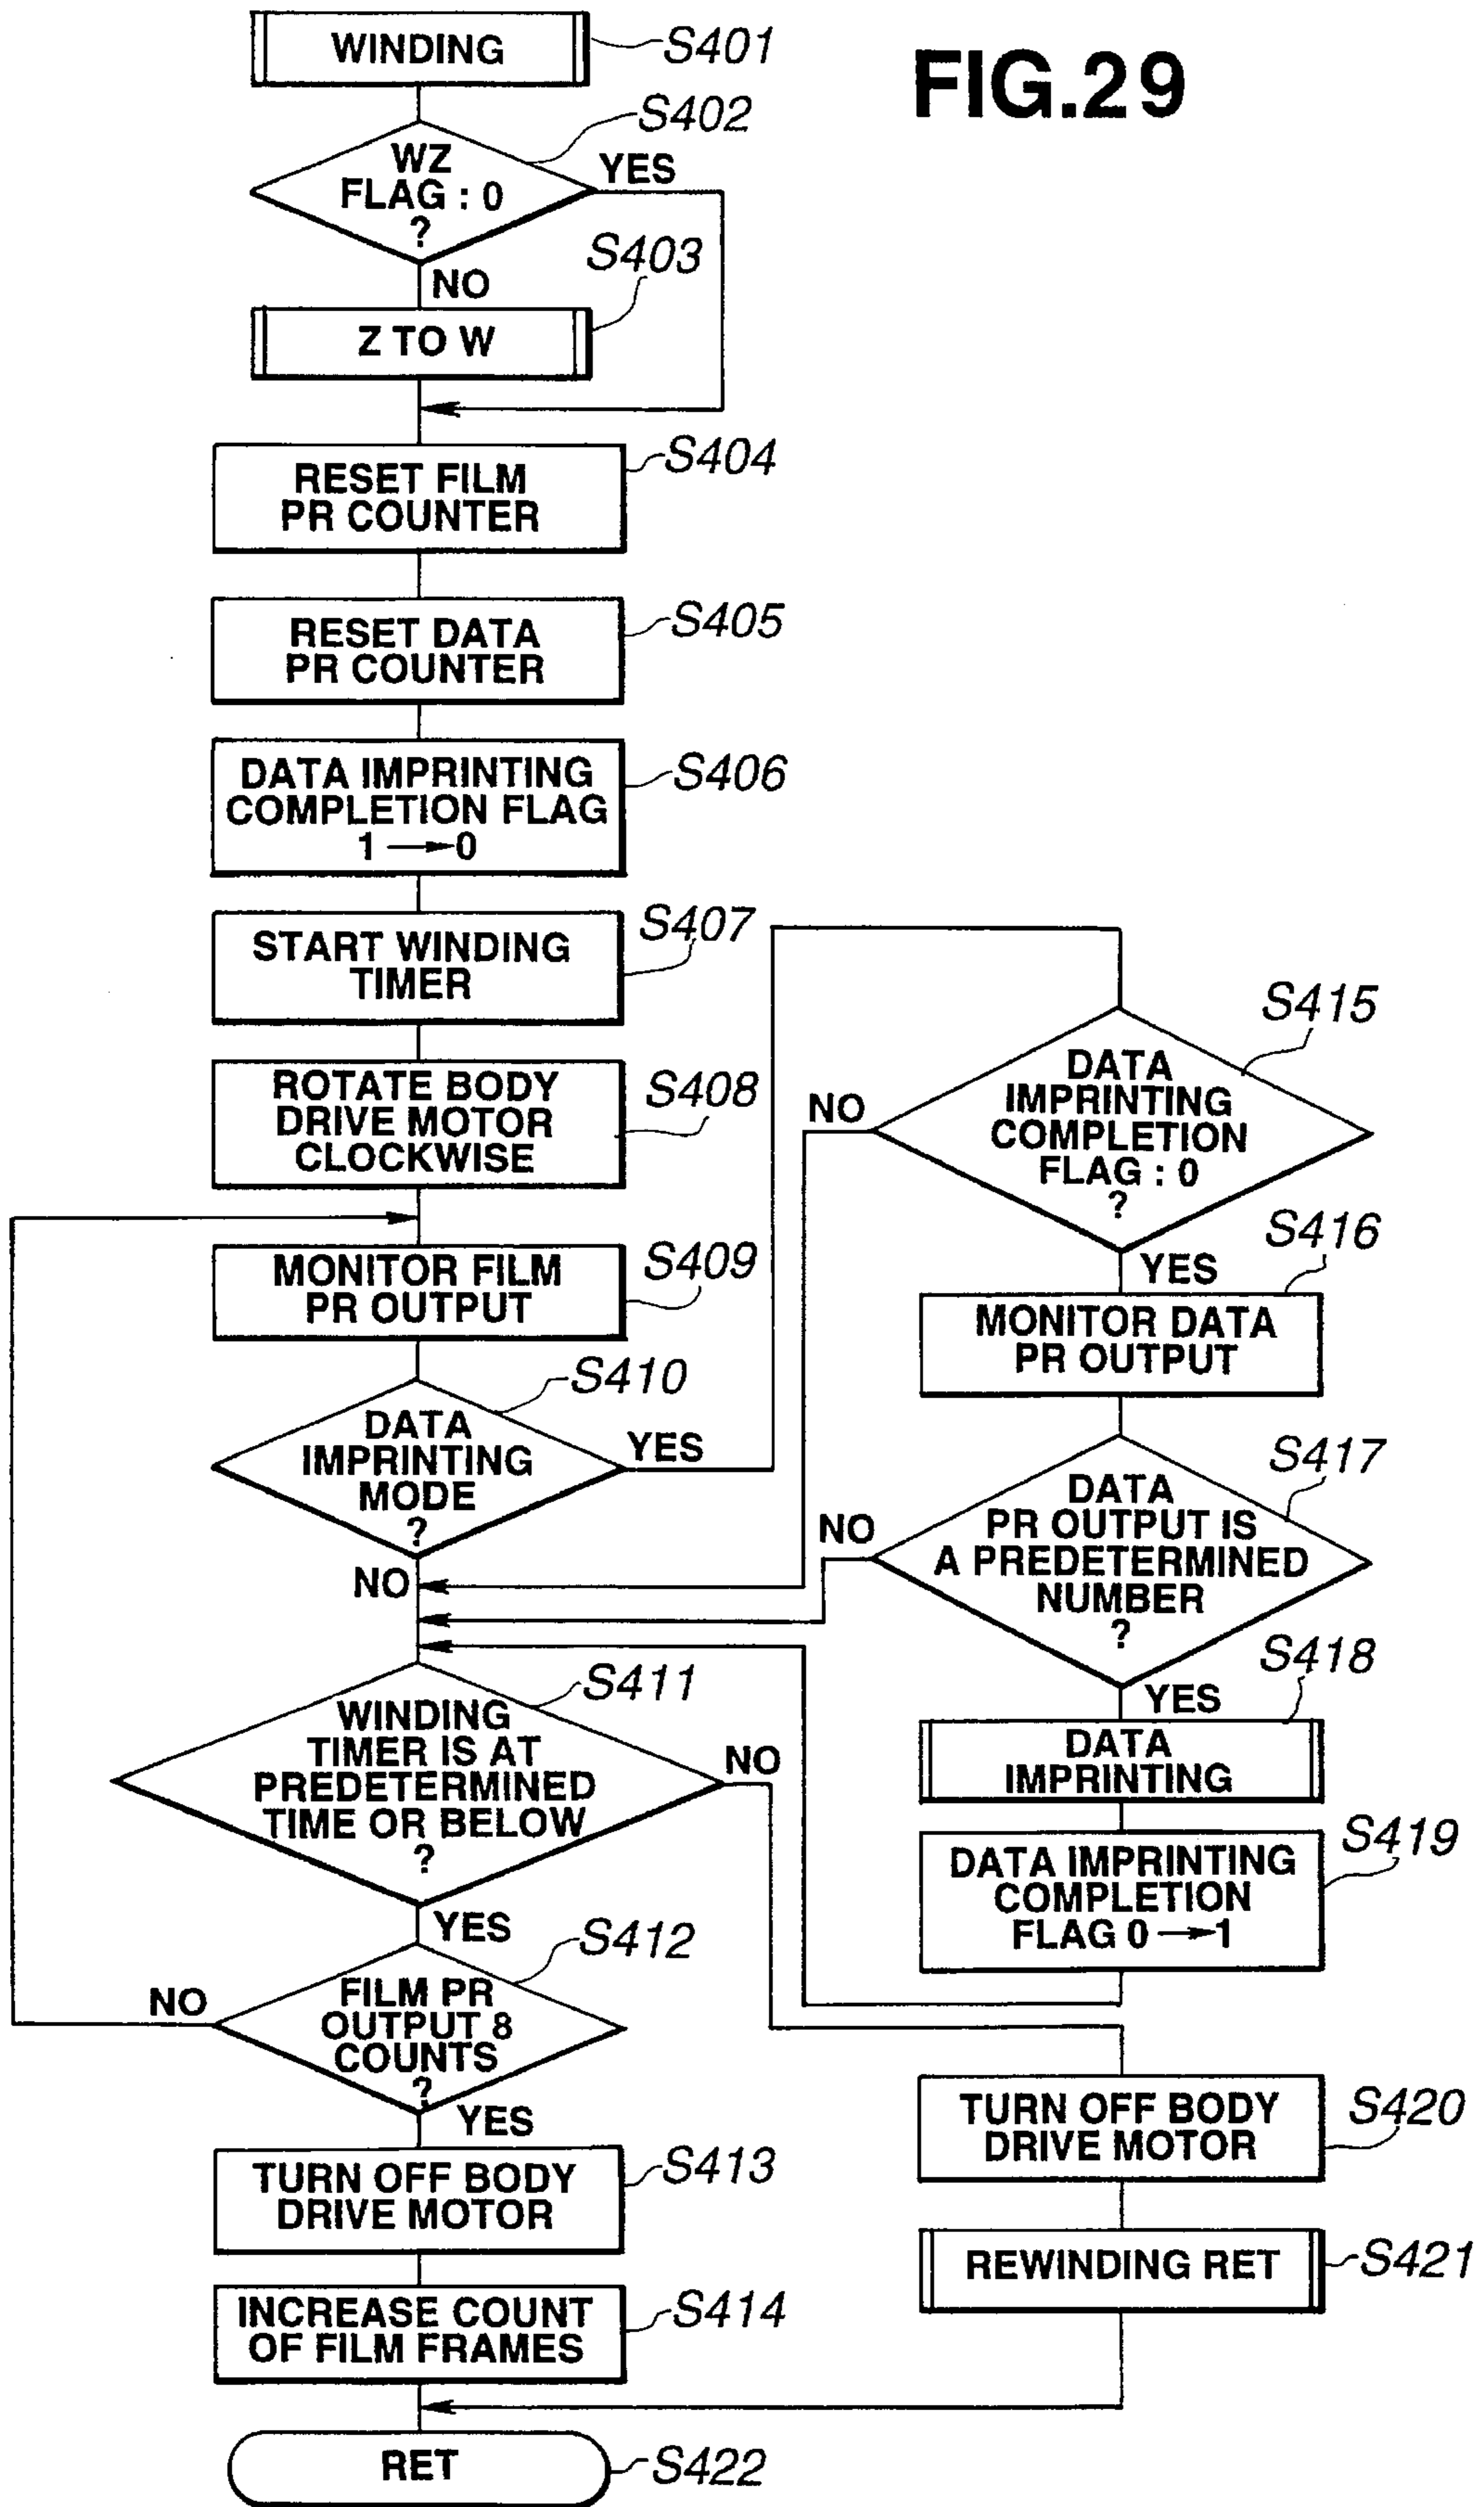 FIG.29
WINDING
S401
S402
WZ
FLAG : 0
?
YES
NO
S403
Z TO W
S404
RESET FILM
PR COUNTER
S405
RESET DATA
PR COUNTER
S406
DATA IMPRINTING
COMPLETION FLAG
1 → 0
S407
START WINDING
TIMER
S408
ROTATE BODY
DRIVE MOTOR
CLOCKWISE
S409
MONITOR FILM
PR OUTPUT
S410
DATA
IMPRINTING
MODE
?
YES
NO
S411
WINDING
TIMER IS AT
PREDETERMINED
TIME OR BELOW
?
NO
YES
S412
FILM PR
OUTPUT 8
COUNTS
?
NO
YES
S413
TURN OFF BODY
DRIVE MOTOR
S414
INCREASE COUNT
OF FILM FRAMES
RET
S422
S415
DATA
IMPRINTING
COMPLETION
FLAG : 0
?
NO
YES
S416
MONITOR DATA
PR OUTPUT
S417
DATA
PR OUTPUT IS
A PREDETERMINED
NUMBER
?
NO
YES
S418
DATA
IMPRINTING
S419
DATA IMPRINTING
COMPLETION
FLAG 0 → 1
S420
TURN OFF BODY
DRIVE MOTOR
S421
REWINDING RET